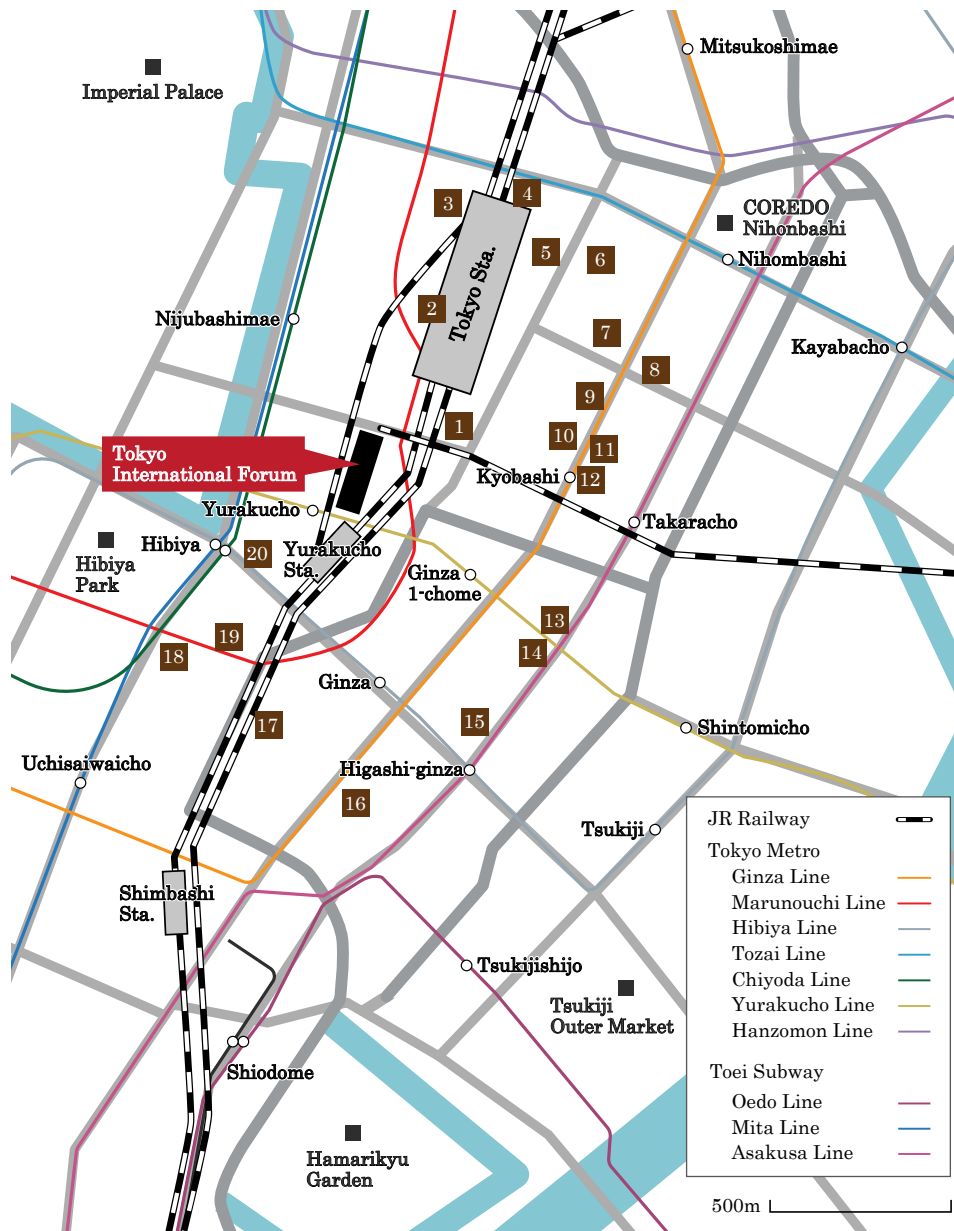 Mitsukoshimae
Imperial Palace
3
4
COREDO
Nihonbashi
5
6
Nihombashi
Tokyo Sta.
2
Nijubashimae
7
Kayabacho
8
9
1
10
11
Tokyo
International Forum
Kyobashi
12
Yurakucho
Takaracho
Hibiya
20
Yurakucho
Sta.
Hibiya
Park
Ginza
1-chome
13
19
18
14
Ginza
17
15
Shintomicho
Uchisaiwaicho
Higashi-ginza
16
Tsukiji
Shimbashi
Sta.
Tsukijishijo
Tsukiji
Outer Market
Shiodome
Hamarikyu
Garden
JR Railway
Tokyo Metro
Ginza Line
Marunouchi Line
Hibiya Line
Tozai Line
Chiyoda Line
Yurakucho Line
Hanzomon Line
Toei Subway
Oedo Line
Mita Line
Asakusa Line
500m